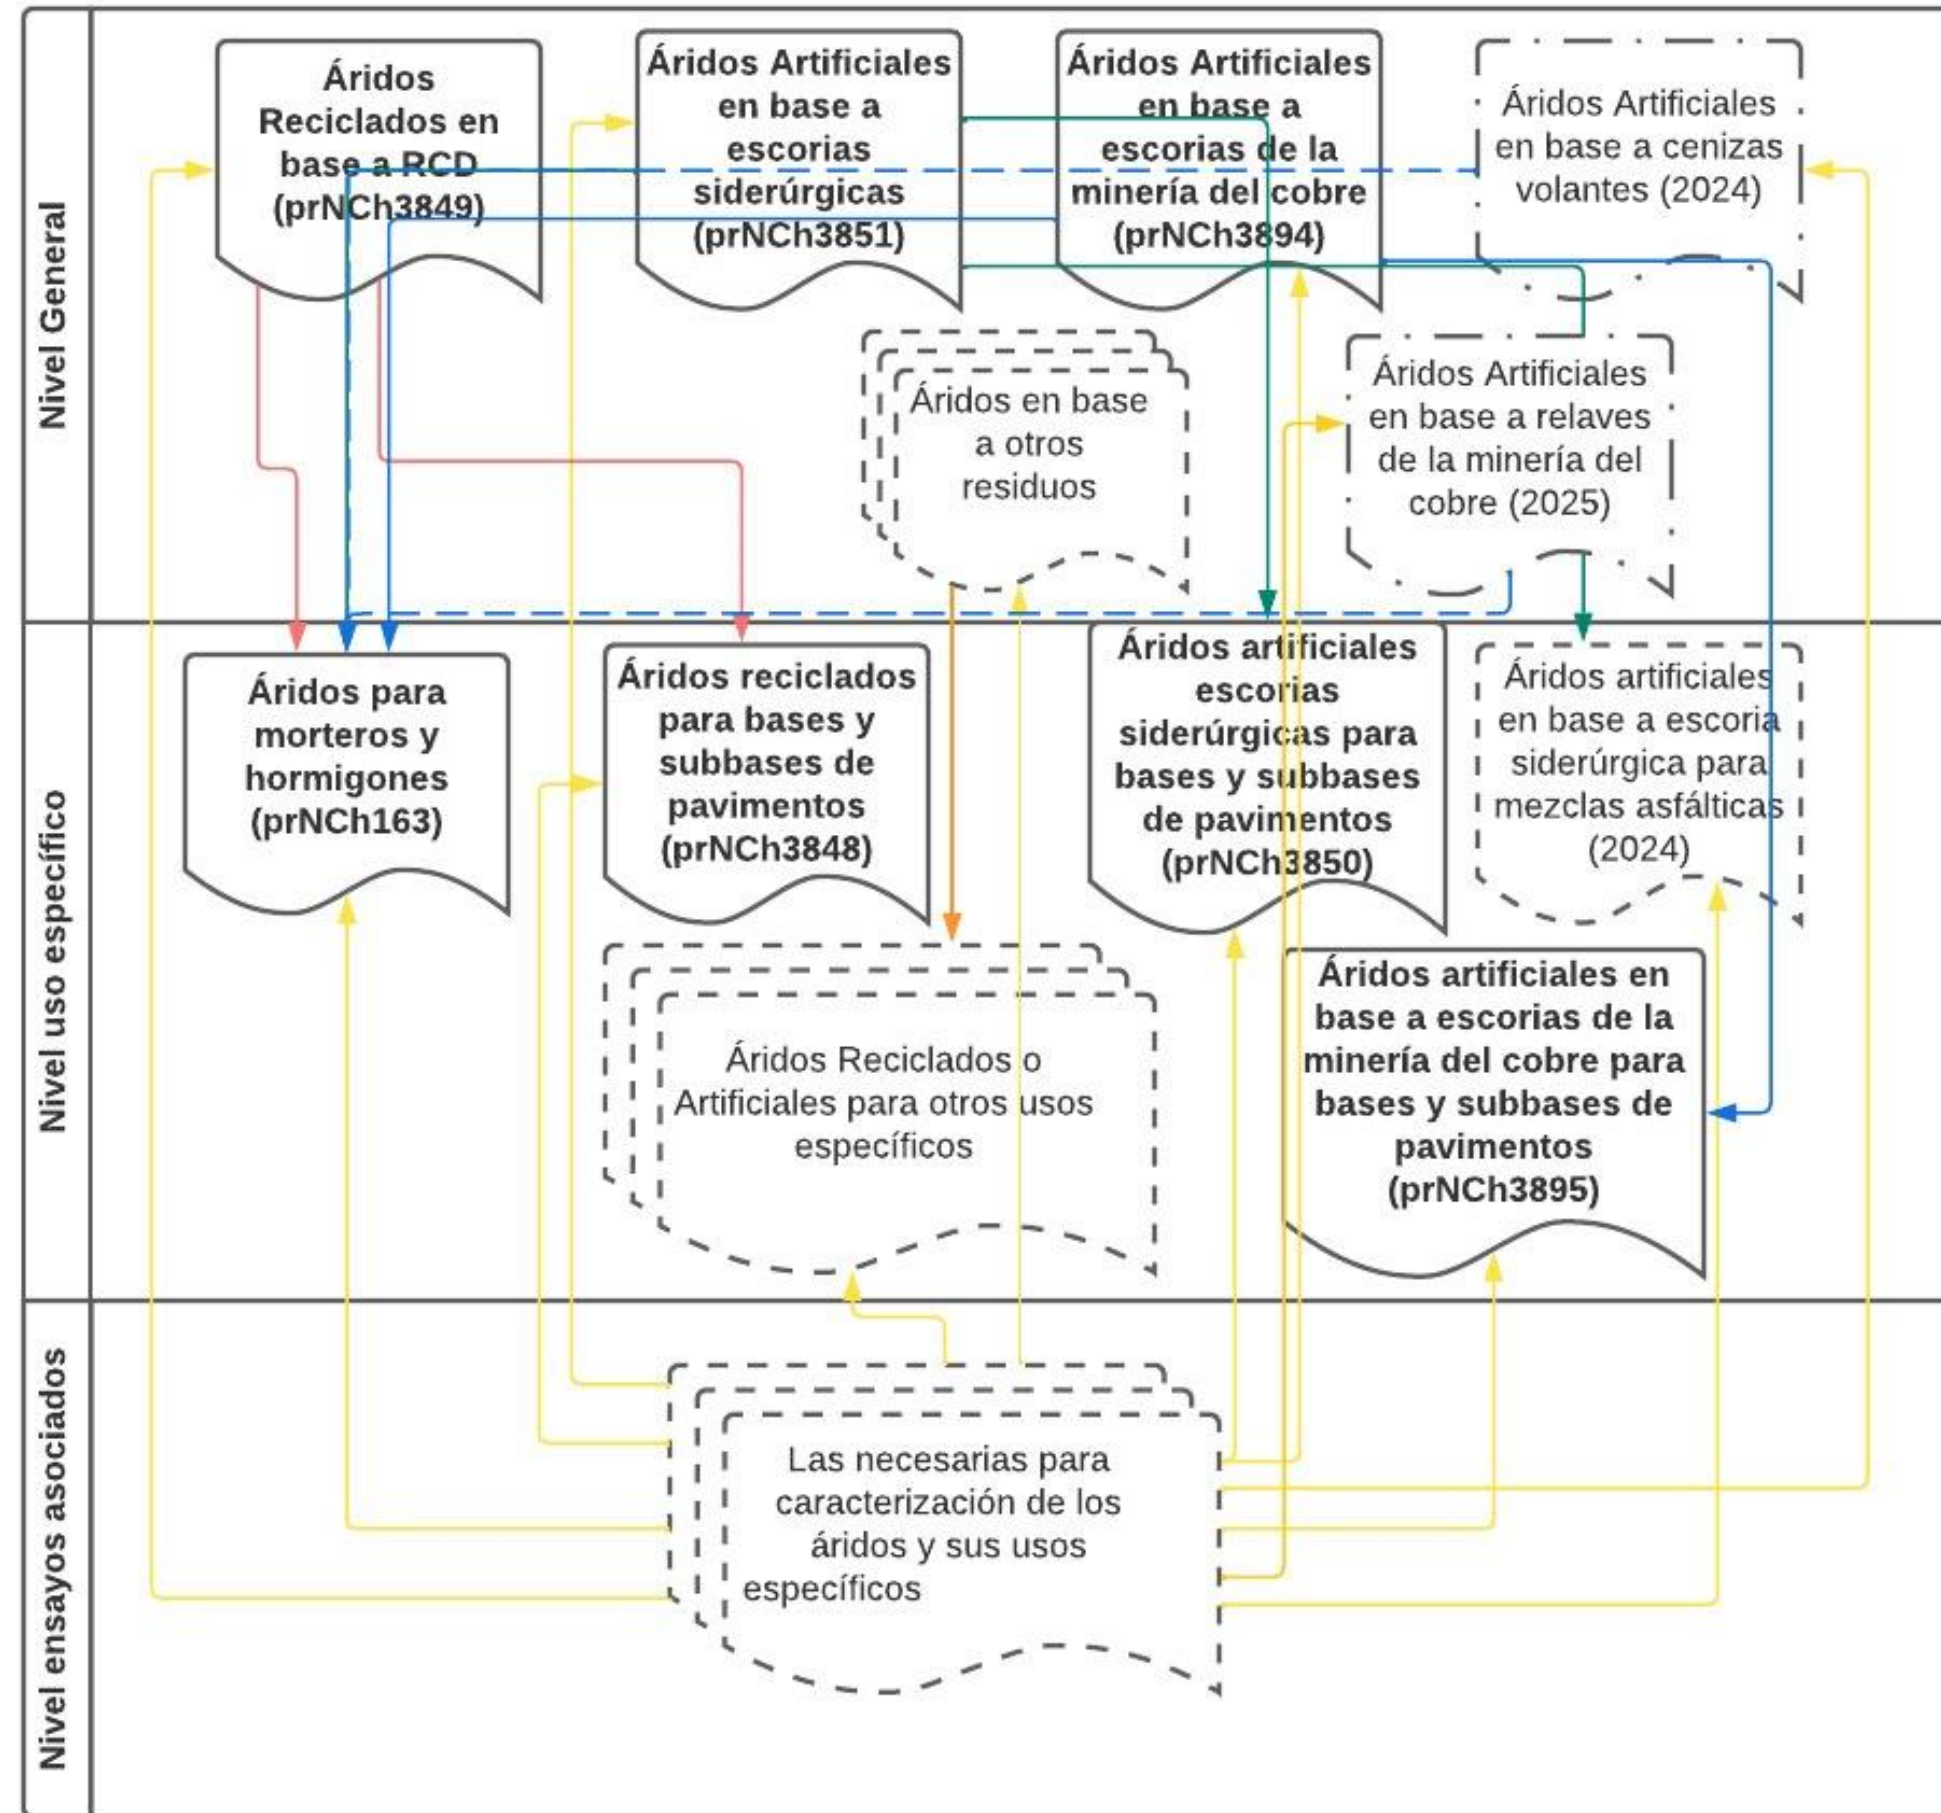 Nivel General
Áridos
Reciclados en
base a RCD
(prNCh3849)
Áridos Artificiales
en base a
escorias
siderúrgicas
(prNCh3851)
Áridos Artificiales
en base a
escorias de la
minería del cobre
(prNCh3894)
Áridos Artificiales
en base a cenizas
volantes (2024)
Áridos en base
a otros
residuos
Áridos Artificiales
en base a relaves
de la minería del
cobre (2025)
Nivel uso específico
Áridos para
morteros y
hormigones
(prNCh163)
Áridos reciclados
para bases y
subbases de
pavimentos
(prNCh3848)
Áridos artificiales
escorias
siderúrgicas para
bases y subbases
de pavimentos
(prNCh3850)
Áridos artificiales
en base a escoria
siderúrgica para
mezclas asfálticas
(2024)
Áridos Reciclados o
Artificiales para otros usos
específicos
Áridos artificiales en
base a escorias de la
minería del cobre para
bases y subbases de
pavimentos
(prNCh3895)
Nivel ensayos asociados
Las necesarias para
caracterización de los
áridos y sus usos
específicos